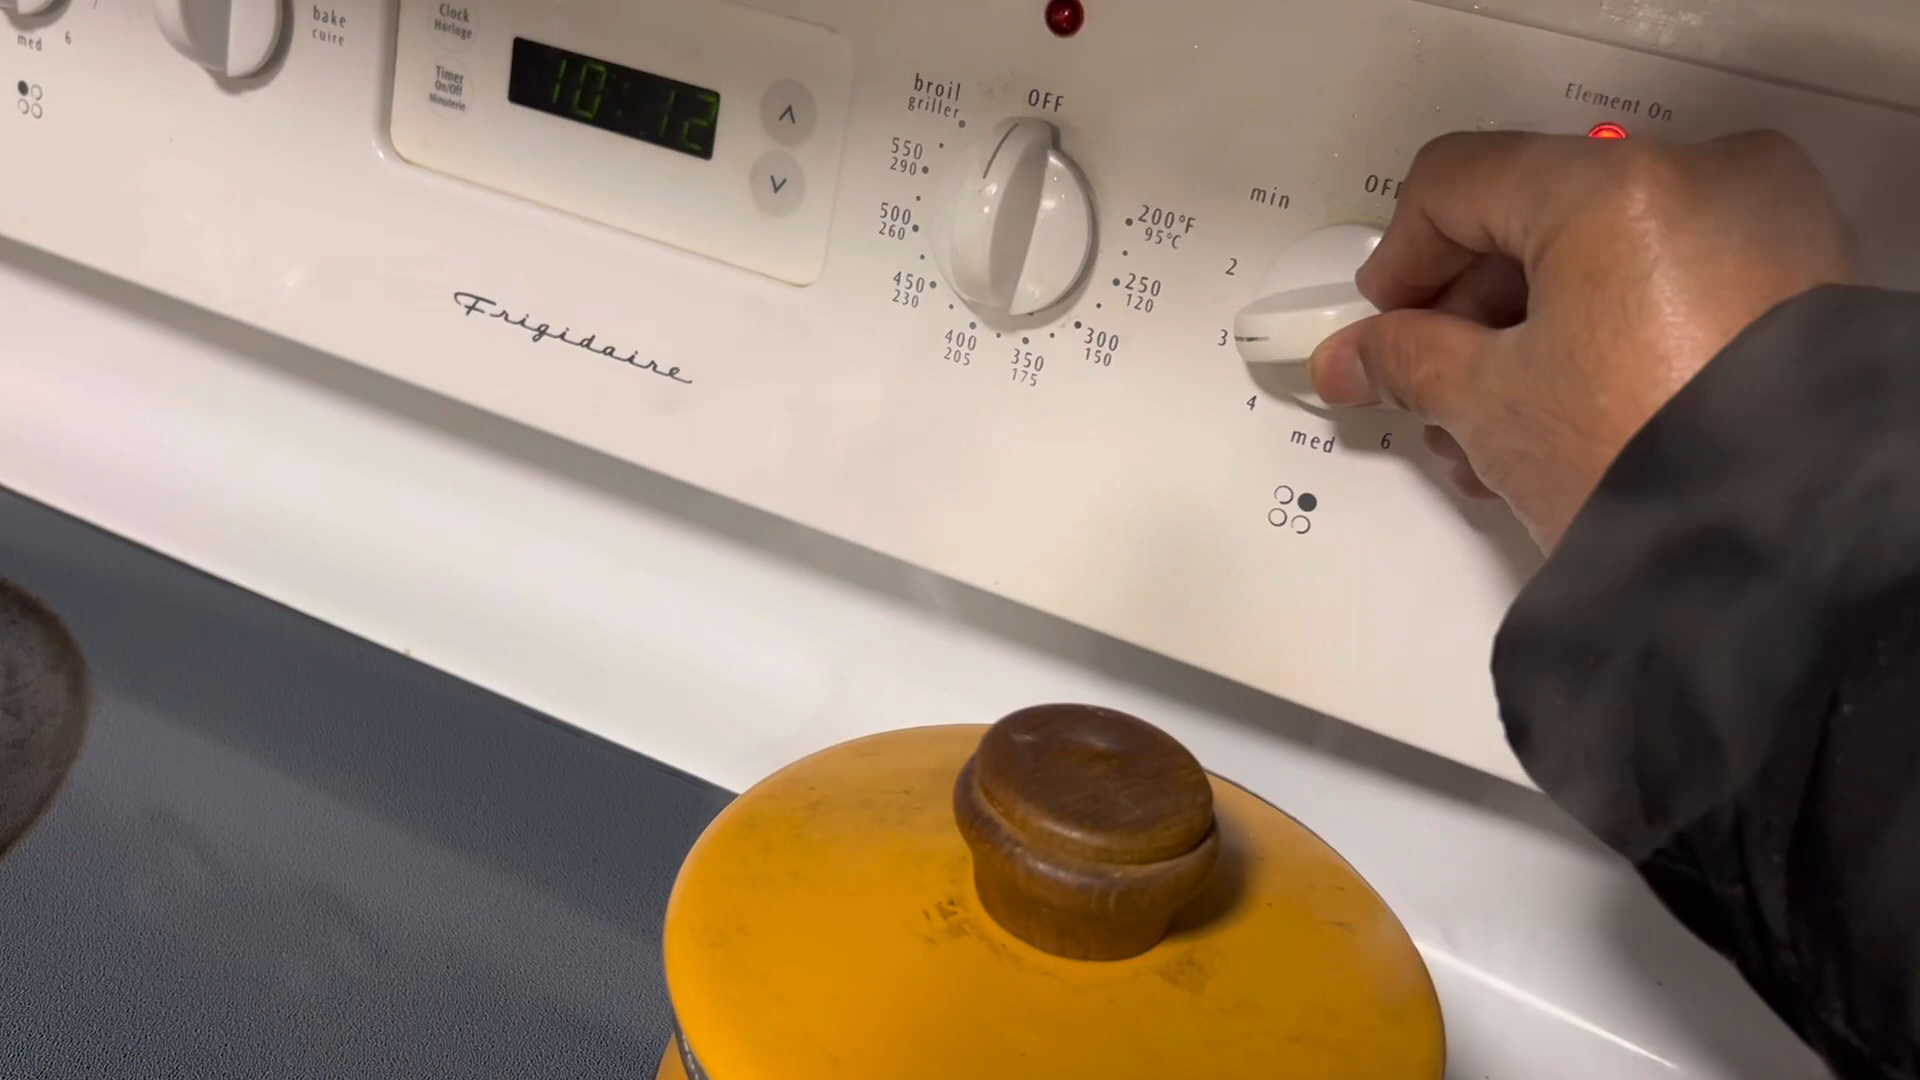 med
6
bake
cuire
Clock
Horloge
Timer
On/Off
Minuterie
10:12
Frigidaire
broil
griller
OFF
550
290
500
260
450
230
400
205
350
175
300
150
250
120
200°F
95°C
Element On
min
OFF
2
3
4
med
6